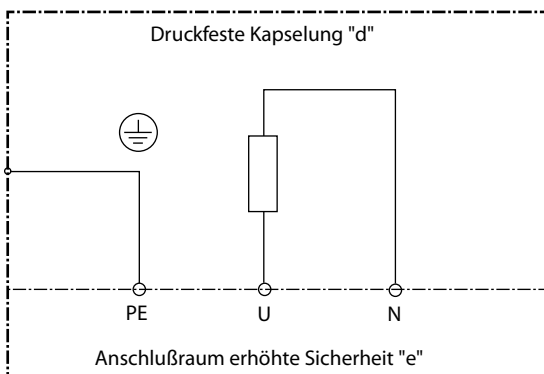 Druckfeste Kapselung "d"
PE U N
Anschlußraum erhöhte Sicherheit "e"